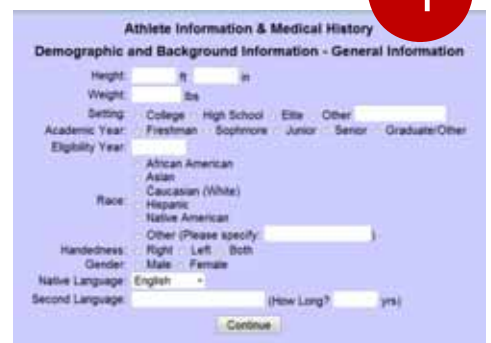 Athlete Information & Medical History
Demographic and Background Information - General Information
Height: ft in
Weight: lbs
Setting: College High School Elite Other
Academic Year: Freshman Sophmore Junior Senior Graduate/Other
Eligibility Year:
African American
Asian
Race: Caucasian (White)
Hispanic
Native American
Other (Please specify: )
Handedness: Right Left Both
Gender: Male Female
Native Language: English
Second Language: (How Long? yrs)
Continue